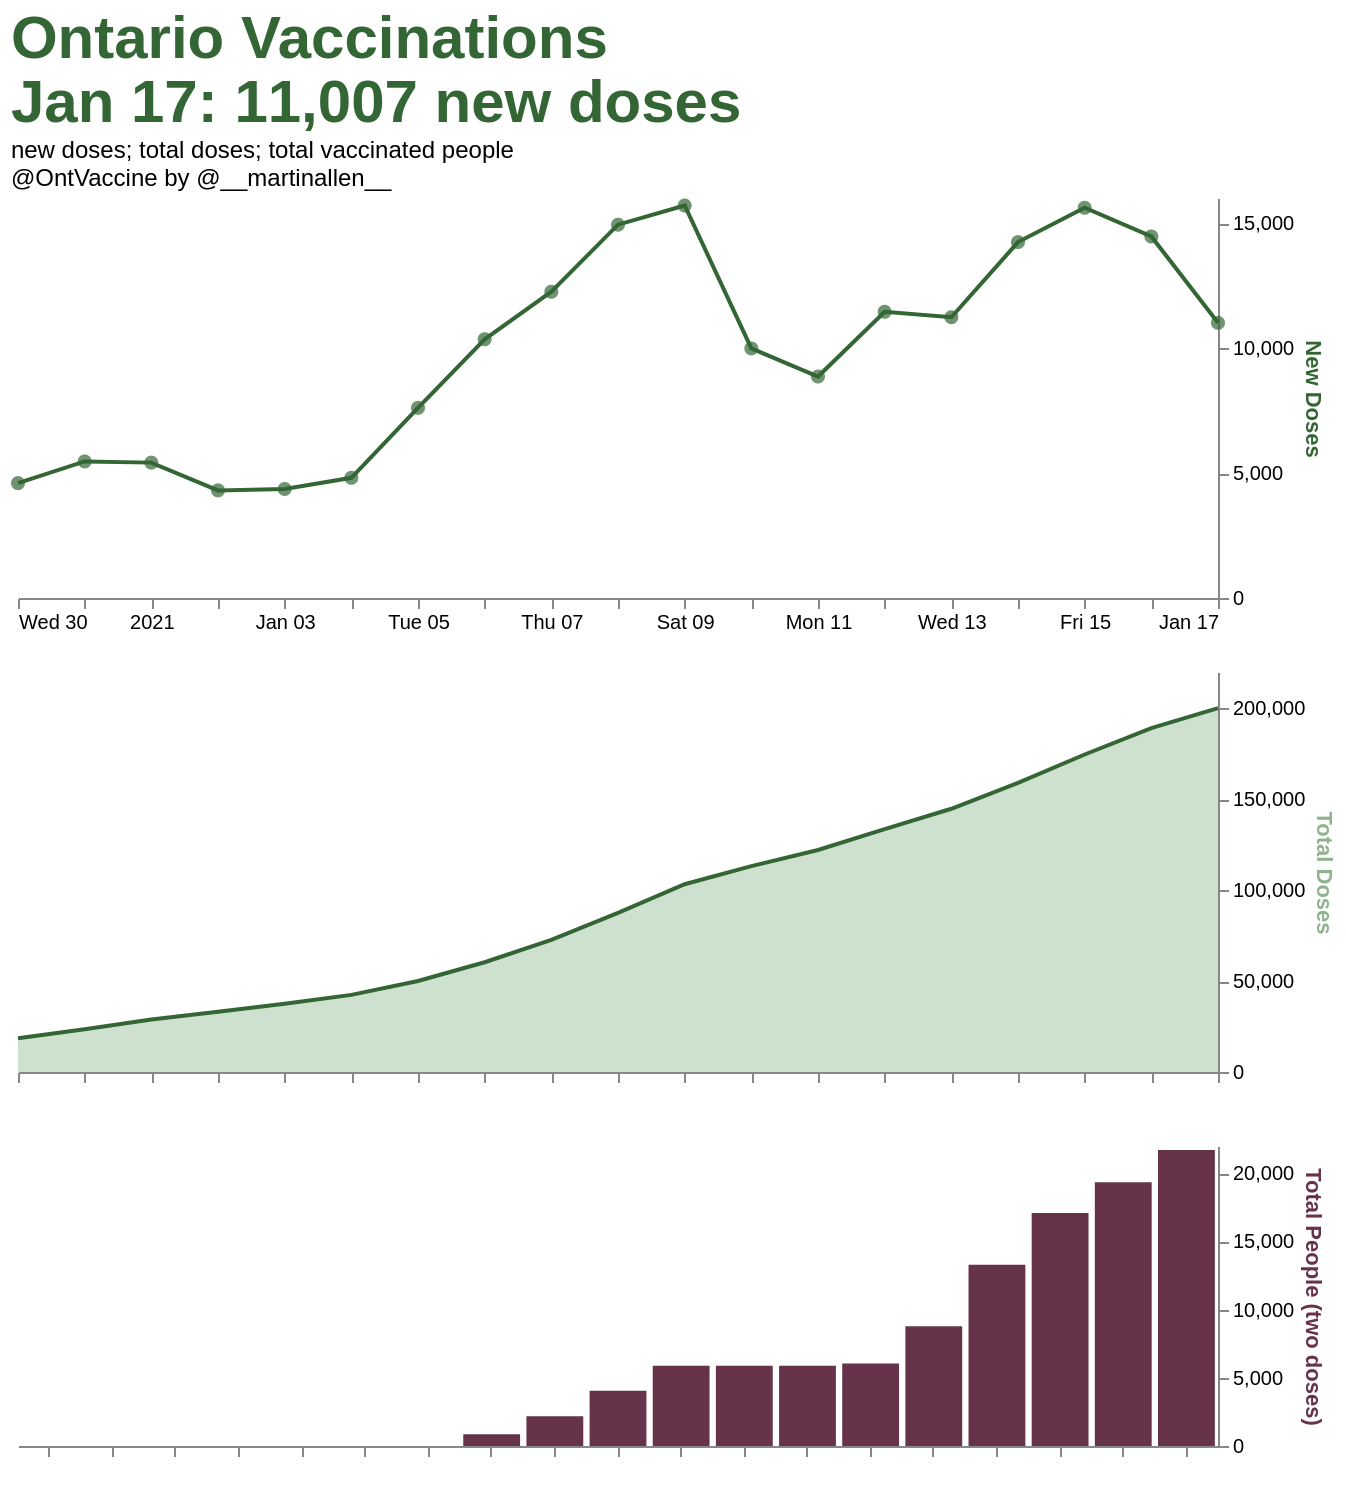 Ontario Vaccinations
Jan 17: 11,007 new doses
new doses; total doses; total vaccinated people
@OntVaccine by @__martinallen__
15,000
10,000
5,000
0
New Doses
Wed 30 2021 Jan 03 Tue 05 Thu 07 Sat 09 Mon 11 Wed 13 Fri 15 Jan 17
200,000
150,000
100,000
50,000
0
Total Doses
20,000
15,000
10,000
5,000
0
Total People (two doses)